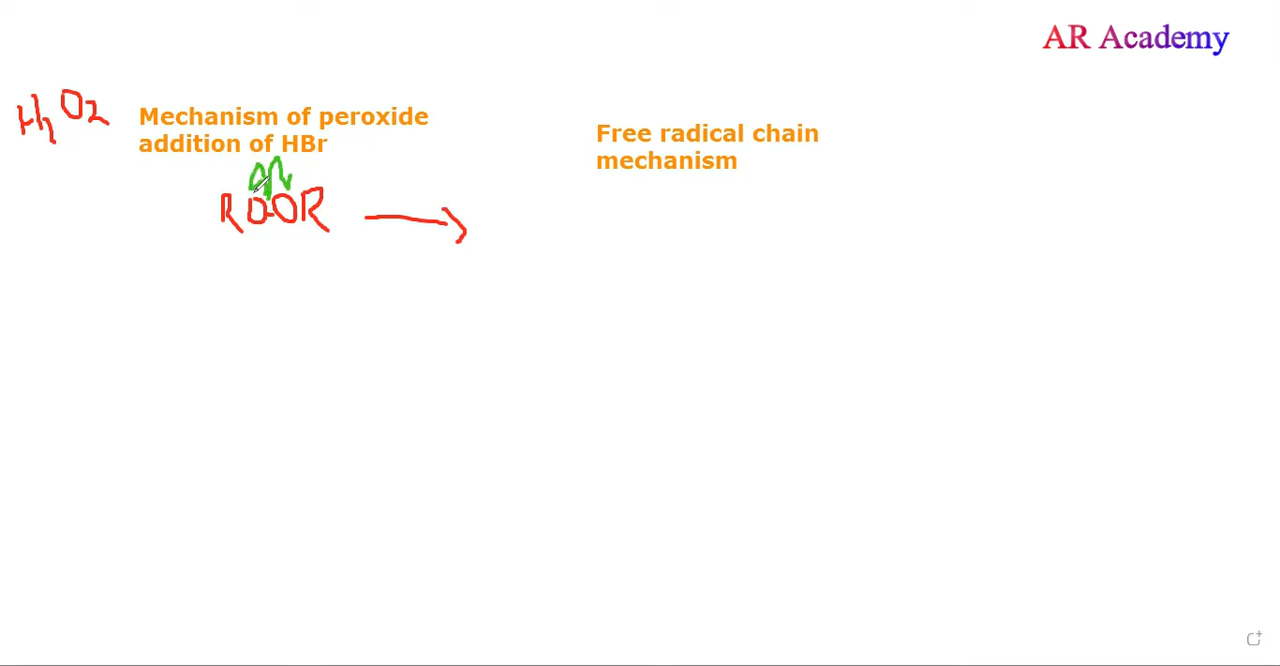 AR Academy
H2O2
Mechanism of peroxide
addition of HBr
Free radical chain
mechanism
RO-OR